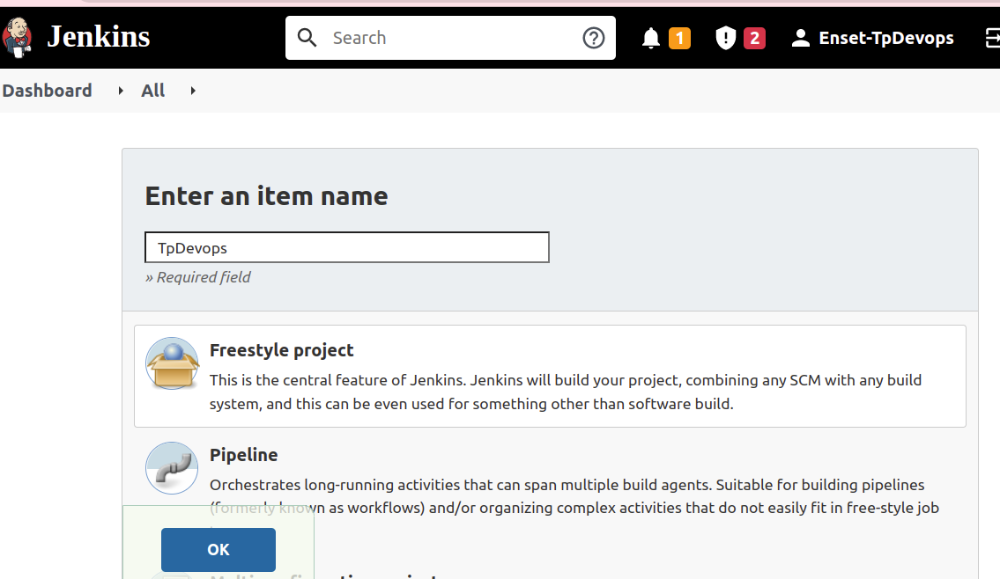 Jenkins
Search
1
2
Enset-TpDevops
Dashboard
All
Enter an item name
TpDevops
» Required field
Freestyle project
This is the central feature of Jenkins. Jenkins will build your project, combining any SCM with any build
system, and this can be even used for something other than software build.
Pipeline
Orchestrates long-running activities that can span multiple build agents. Suitable for building pipelines
(formerly known as workflows) and/or organizing complex activities that do not easily fit in free-style job
OK